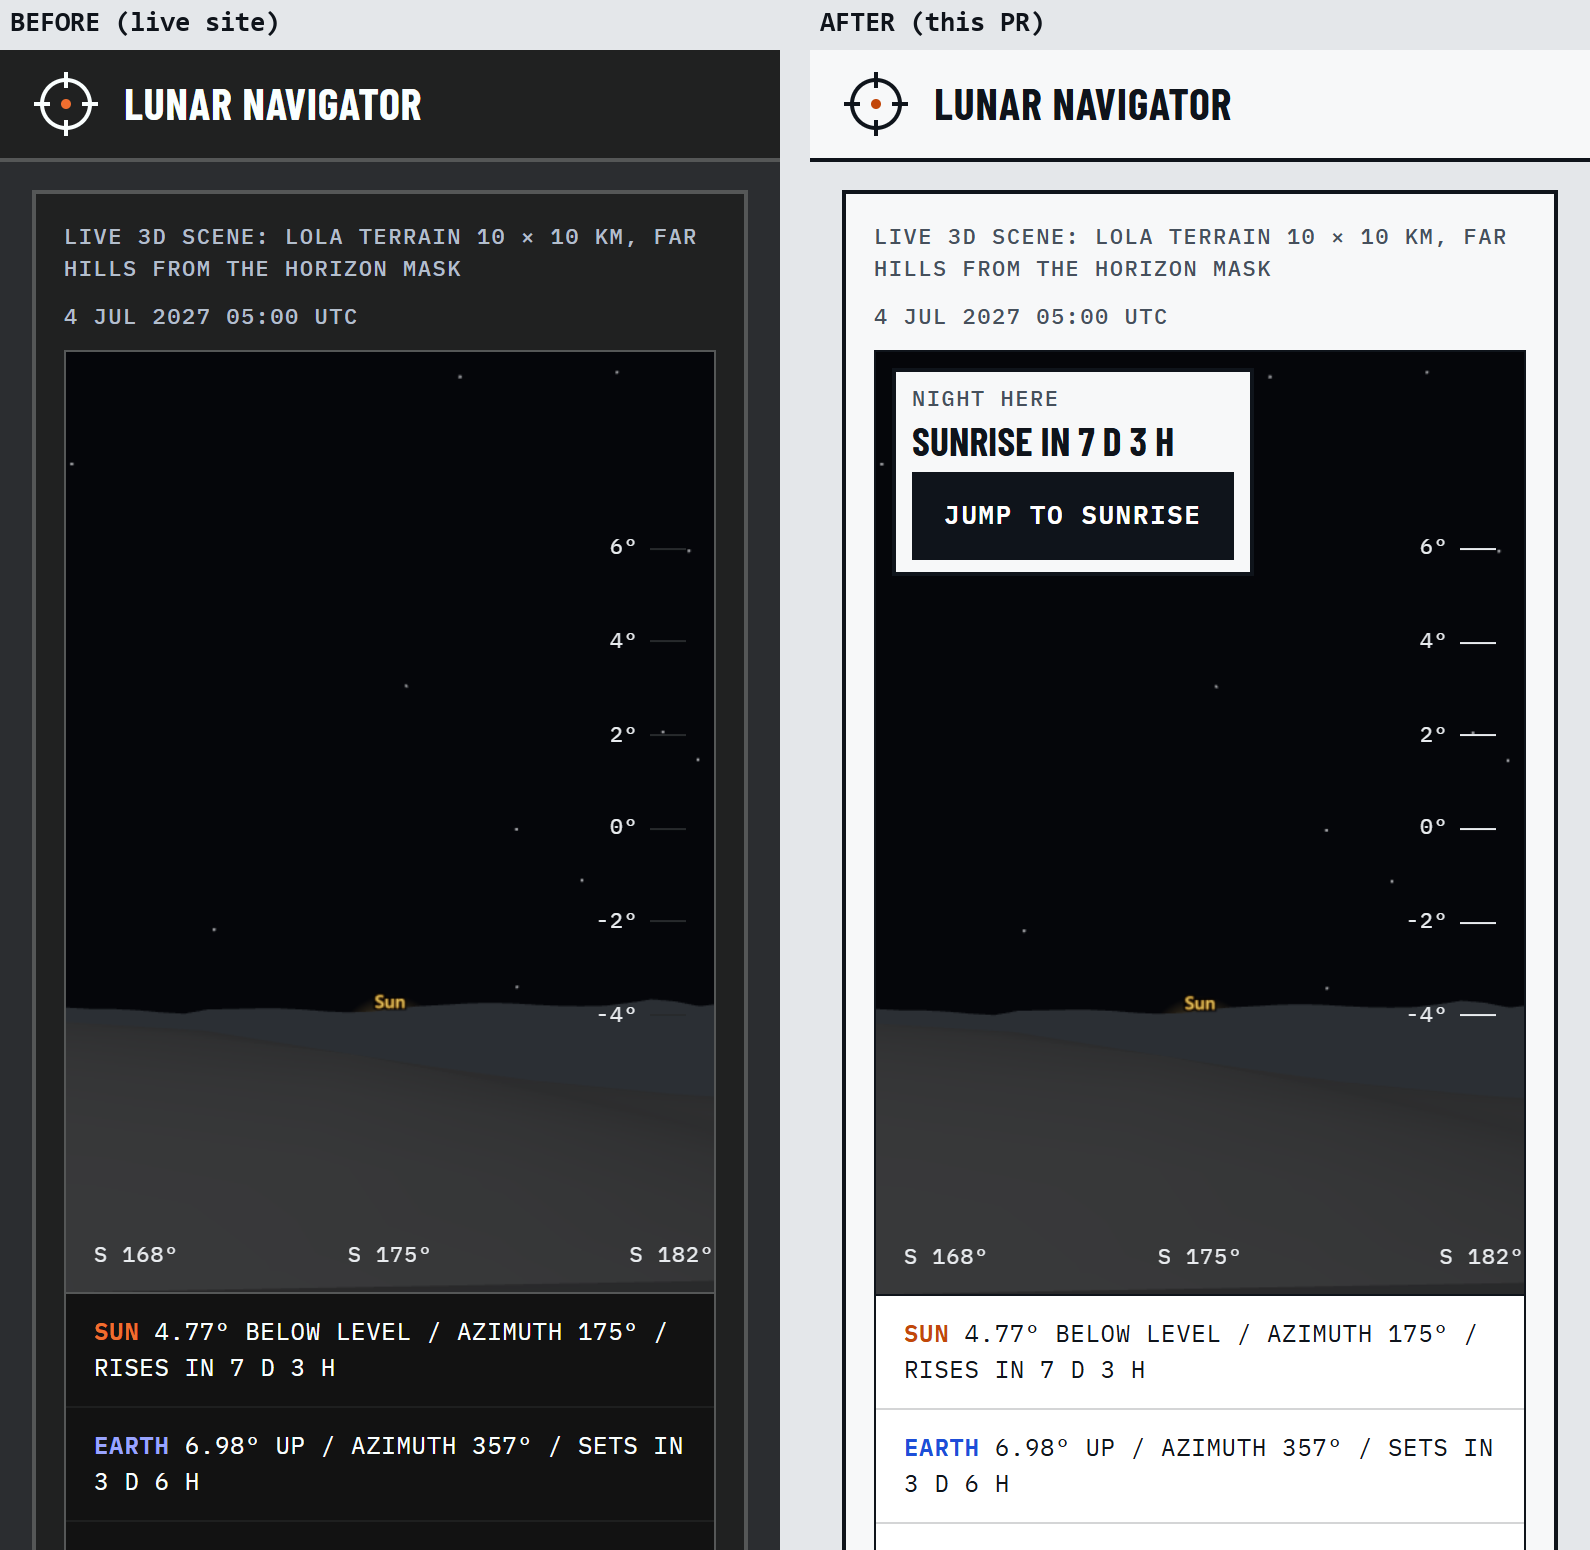 BEFORE (live site)
LUNAR NAVIGATOR
LIVE 3D SCENE: LOLA TERRAIN 10 × 10 KM, FAR
HILLS FROM THE HORIZON MASK
4 JUL 2027 05:00 UTC
6°
4°
2°
0°
-2°
Sun
-4°
S 168°
S 175°
S 182°
SUN 4.77° BELOW LEVEL / AZIMUTH 175° /
RISES IN 7 D 3 H
EARTH 6.98° UP / AZIMUTH 357° / SETS IN
3 D 6 H
AFTER (this PR)
LUNAR NAVIGATOR
LIVE 3D SCENE: LOLA TERRAIN 10 × 10 KM, FAR
HILLS FROM THE HORIZON MASK
4 JUL 2027 05:00 UTC
NIGHT HERE
SUNRISE IN 7 D 3 H
JUMP TO SUNRISE
6°
4°
2°
0°
-2°
Sun
-4°
S 168°
S 175°
S 182°
SUN 4.77° BELOW LEVEL / AZIMUTH 175° /
RISES IN 7 D 3 H
EARTH 6.98° UP / AZIMUTH 357° / SETS IN
3 D 6 H